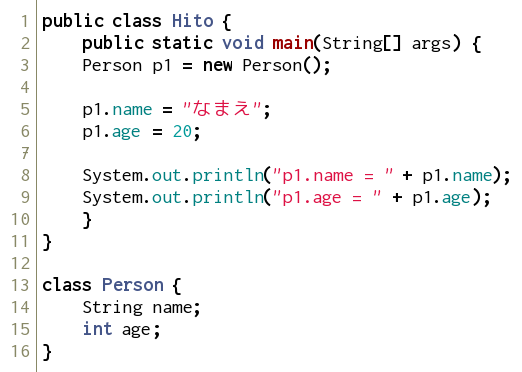 1 public class Hito {
2     public static void main(String[] args) {
3     Person p1 = new Person();
4
5     p1.name = "なまえ";
6     p1.age = 20;
7
8     System.out.println("p1.name = " + p1.name);
9     System.out.println("p1.age = " + p1.age);
10     }
11 }
12
13 class Person {
14     String name;
15     int age;
16 }